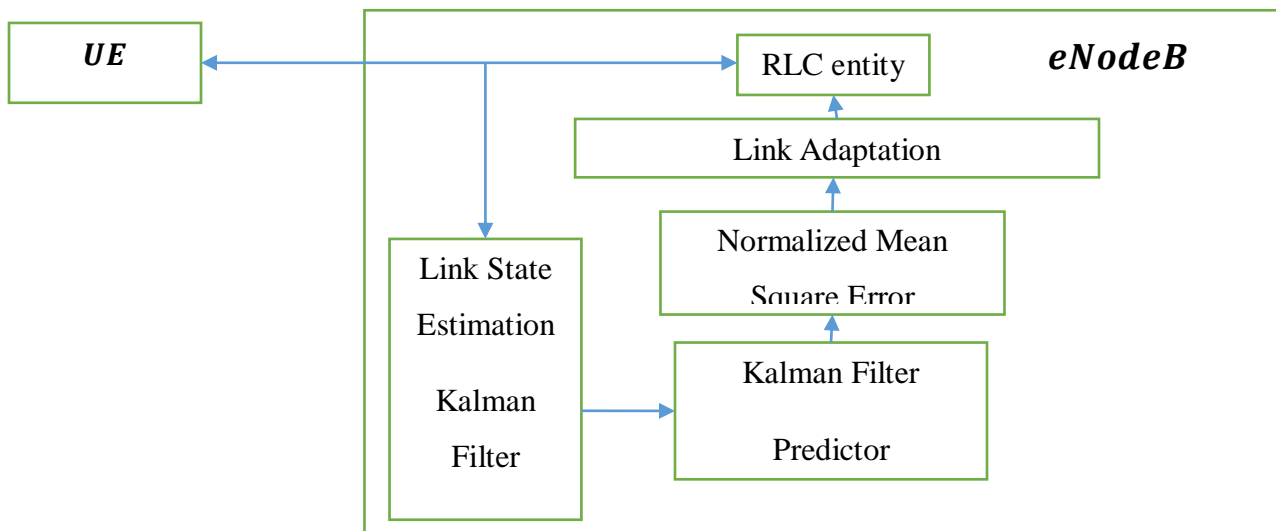 UE
eNodeB
RLC entity
Link Adaptation
Normalized Mean
Square Error
Link State
Estimation
Kalman
Filter
Kalman Filter
Predictor